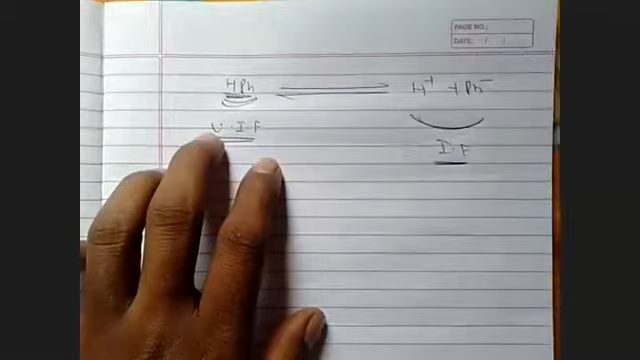 PAGE NO.:
DATE: / /
HPh ⇌ H⁺ + Ph⁻
U.I.F
I.F